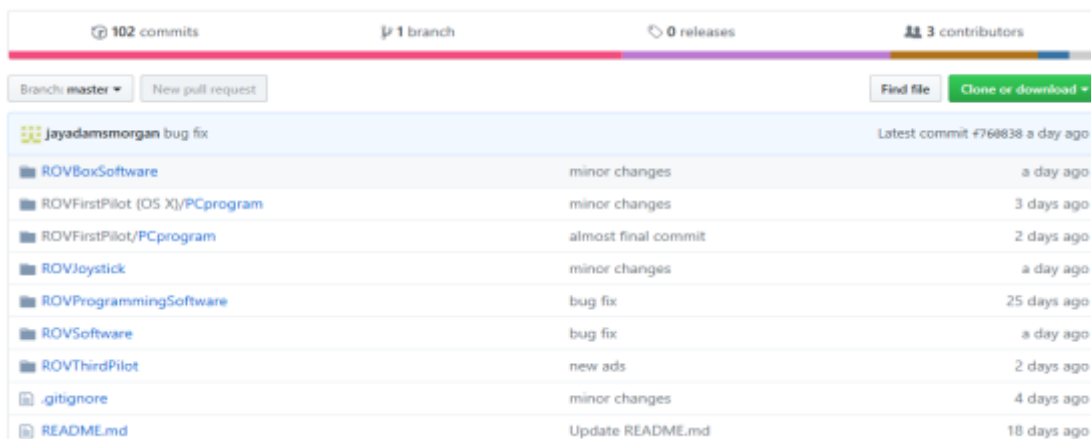 102 commits 1 branch 0 releases 3 contributors
Branch: master New pull request Find file Clone or download
jayadamsmorgan bug fix Latest commit f760838 a day ago
ROVBoxSoftware minor changes a day ago
ROVFirstPilot (OS X)/PCprogram minor changes 3 days ago
ROVFirstPilot/PCprogram almost final commit 2 days ago
ROVJoystick minor changes a day ago
ROVProgrammingSoftware bug fix 25 days ago
ROVSoftware bug fix a day ago
ROVThirdPilot new ads 2 days ago
.gitignore minor changes 4 days ago
README.md Update README.md 18 days ago